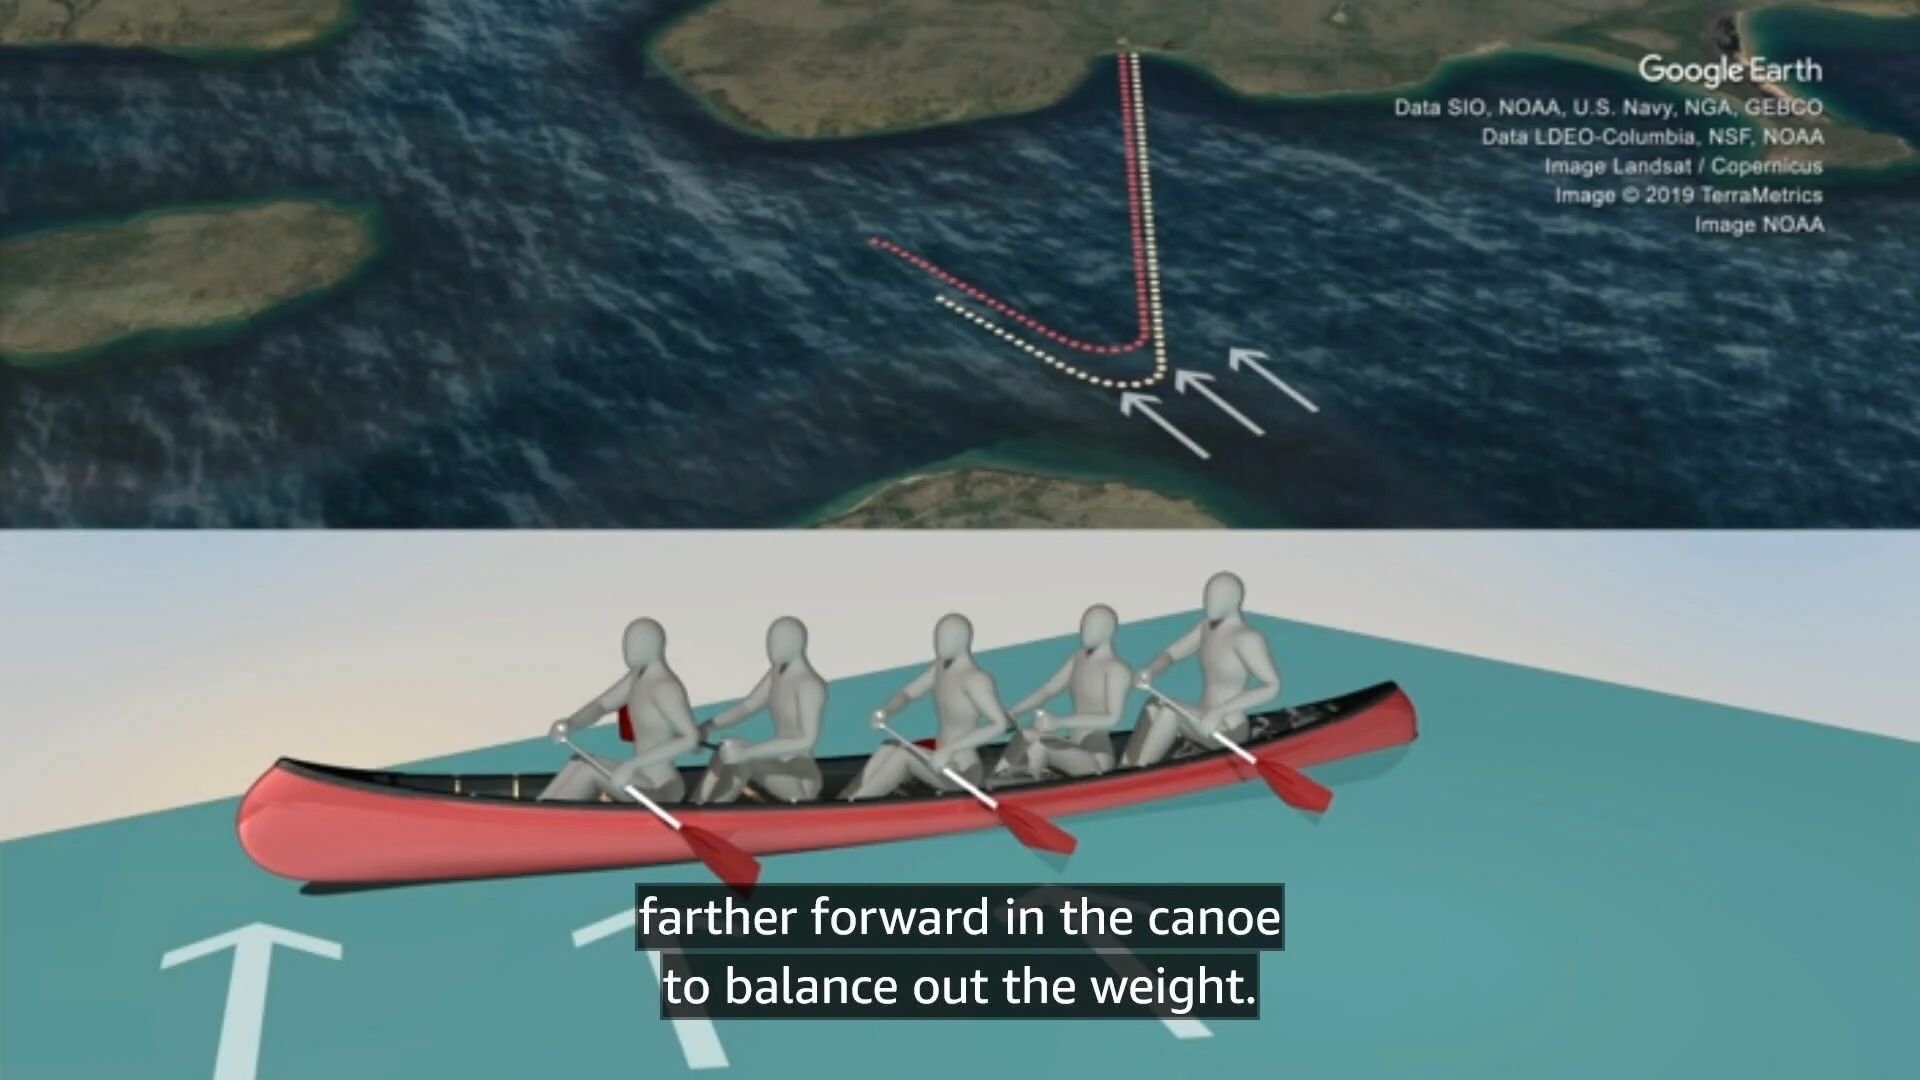 Google Earth
Data SIO, NOAA, U.S. Navy, NGA, GEBCO
Data LDEO-Columbia, NSF, NOAA
Image Landsat / Copernicus
Image © 2019 TerraMetrics
Image NOAA
farther forward in the canoe
to balance out the weight.